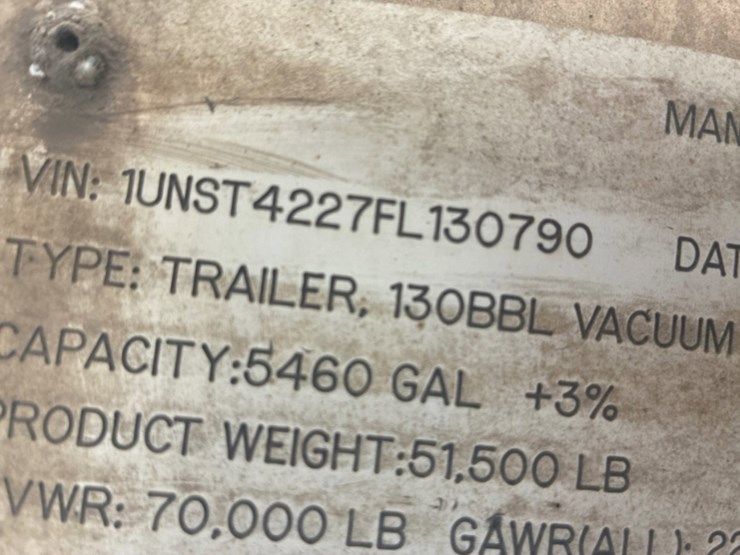 MAN
VIN: 1UNST4227FL130790 DAT
TYPE: TRAILER, 130BBL VACUUM
CAPACITY:5460 GAL +3%
PRODUCT WEIGHT:51,500 LB
VWR: 70,000 LB GAWR(ALL): 22